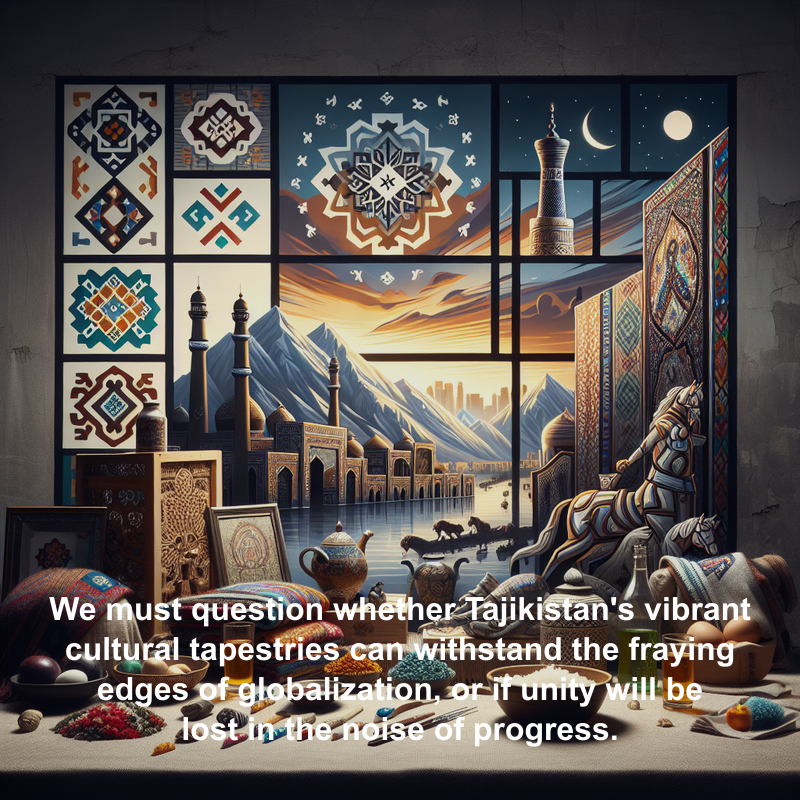 We must question whether Tajikistan's vibrant
cultural tapestries can withstand the fraying
edges of globalization, or if unity will be
lost in the noise of progress.